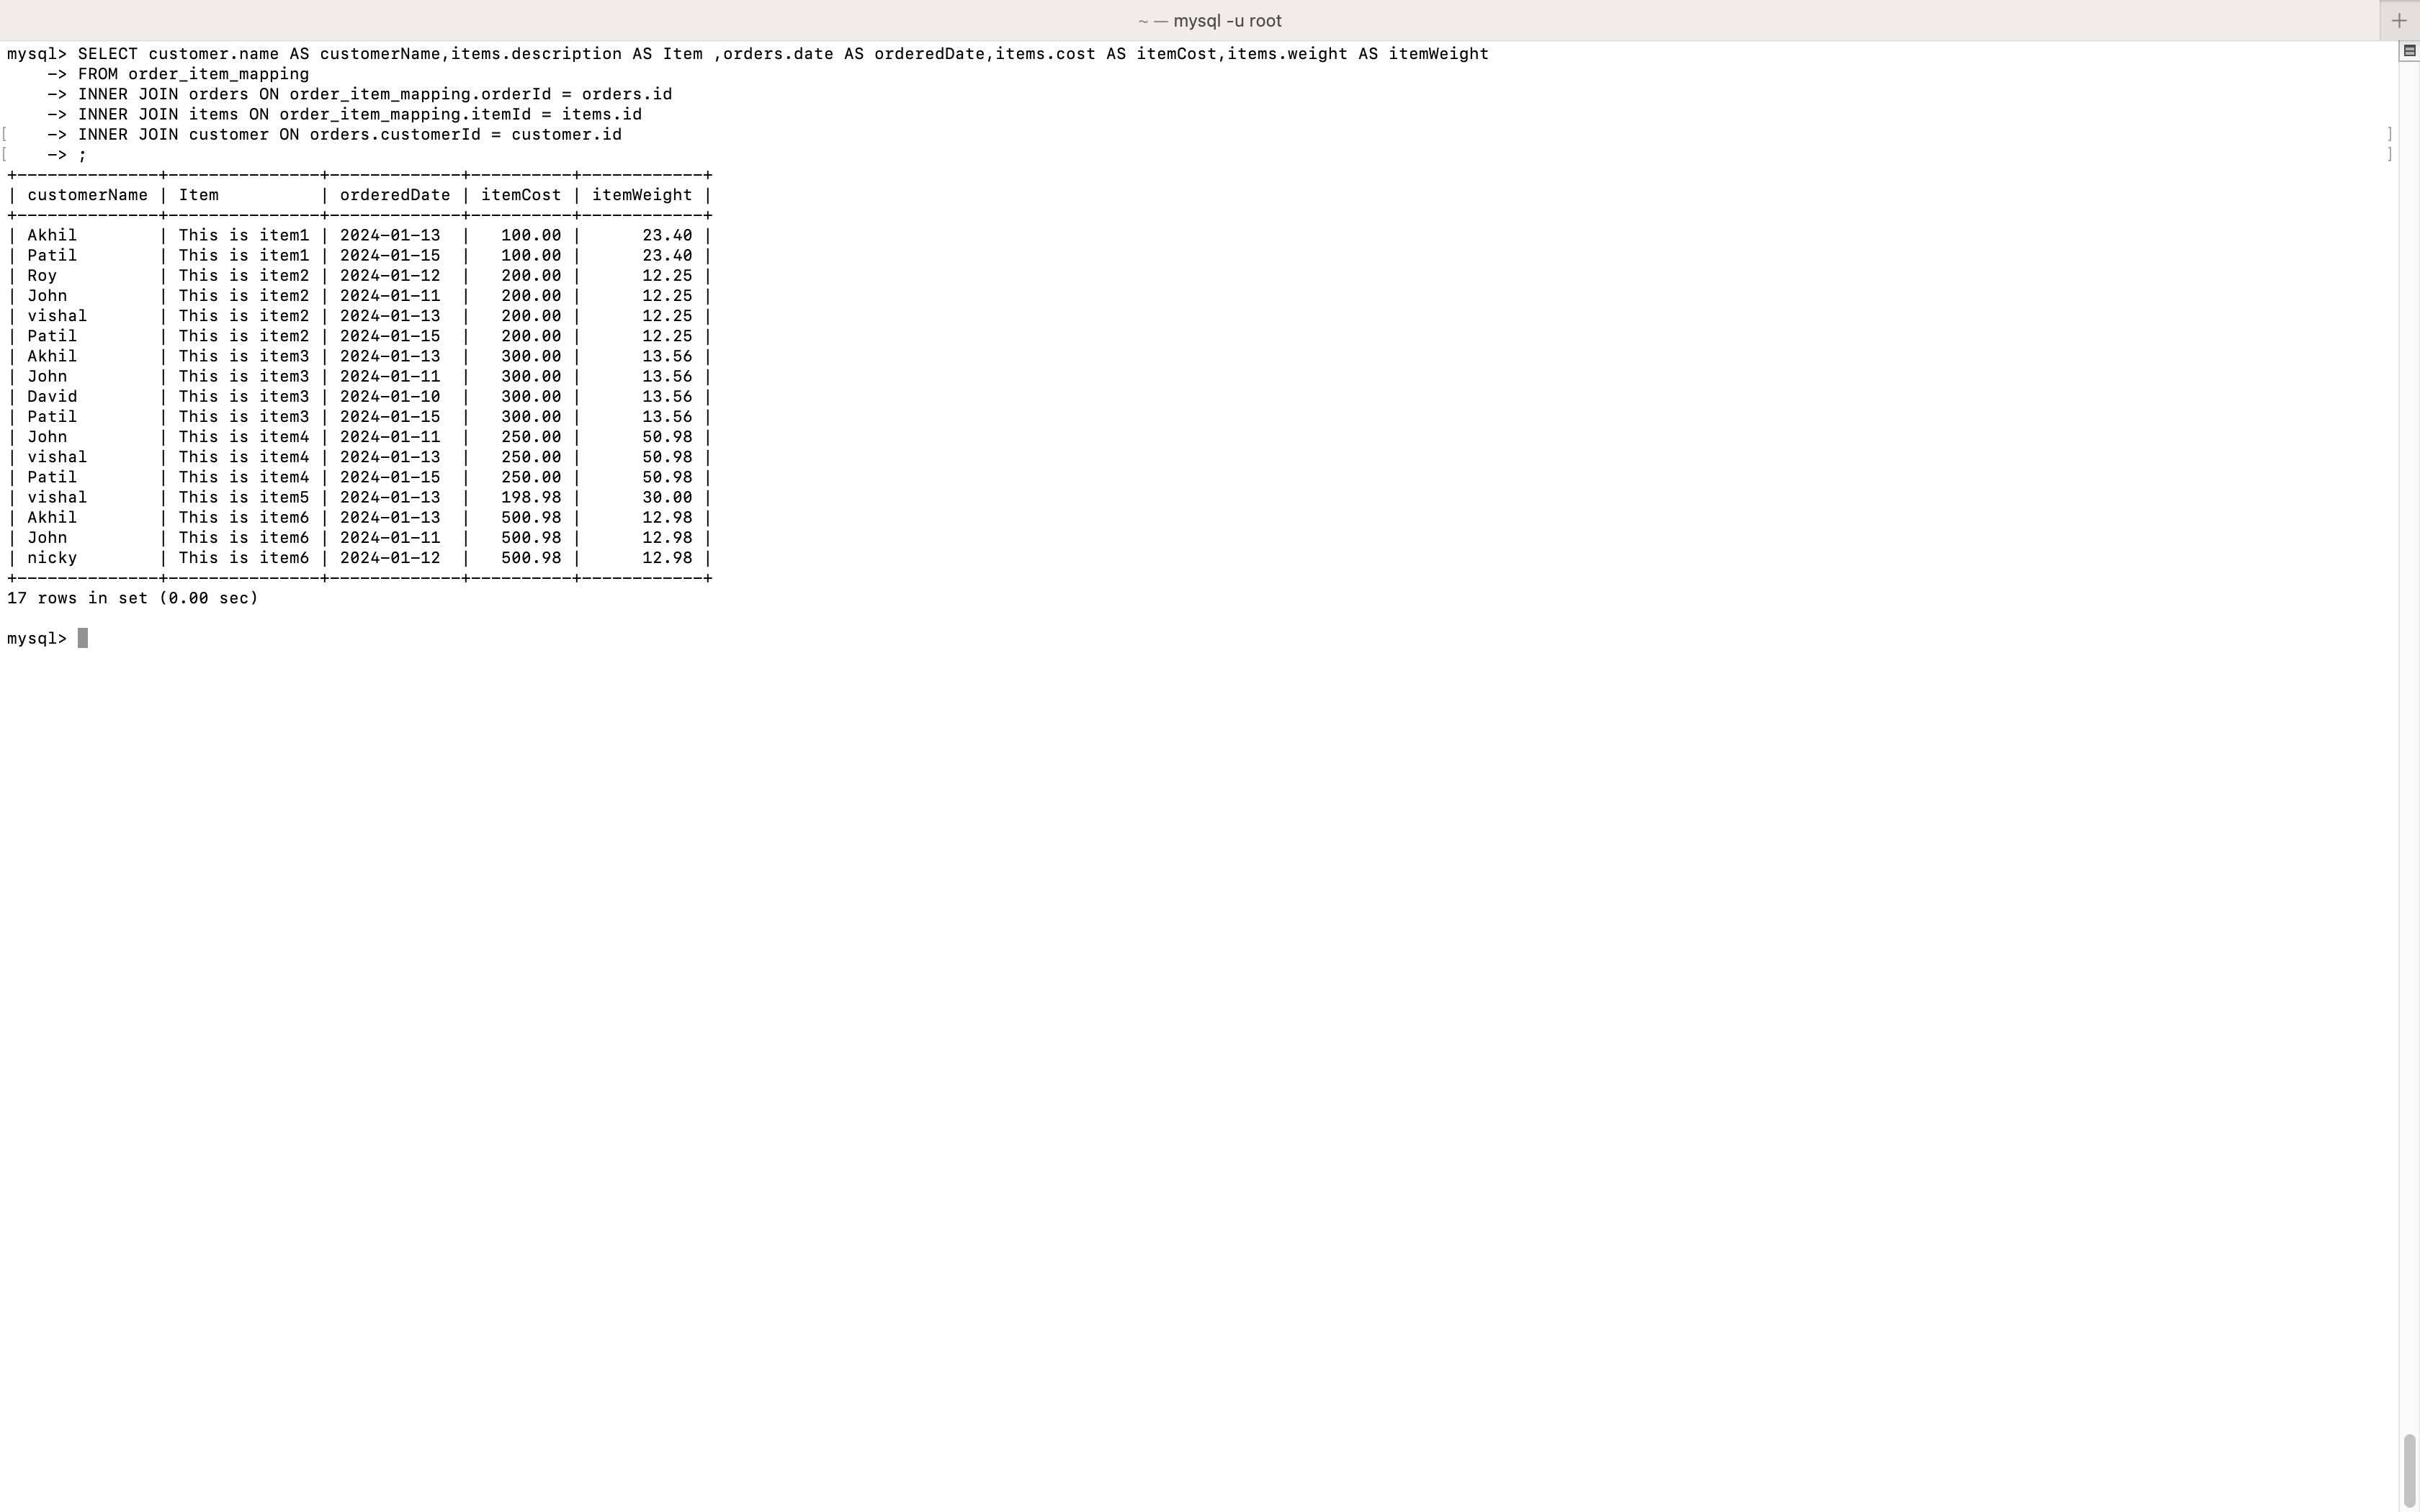 ~ — mysql -u root
mysql> SELECT customer.name AS customerName,items.description AS Item ,orders.date AS orderedDate,items.cost AS itemCost,items.weight AS itemWeight
    -> FROM order_item_mapping
    -> INNER JOIN orders ON order_item_mapping.orderId = orders.id
    -> INNER JOIN items ON order_item_mapping.itemId = items.id
[    -> INNER JOIN customer ON orders.customerId = customer.id ]
[    -> ; ]
+--------------+---------------+-------------+----------+------------+
| customerName | Item          | orderedDate | itemCost | itemWeight |
+--------------+---------------+-------------+----------+------------+
| Akhil        | This is item1 | 2024-01-13  |   100.00 |      23.40 |
| Patil        | This is item1 | 2024-01-15  |   100.00 |      23.40 |
| Roy          | This is item2 | 2024-01-12  |   200.00 |      12.25 |
| John         | This is item2 | 2024-01-11  |   200.00 |      12.25 |
| vishal       | This is item2 | 2024-01-13  |   200.00 |      12.25 |
| Patil        | This is item2 | 2024-01-15  |   200.00 |      12.25 |
| Akhil        | This is item3 | 2024-01-13  |   300.00 |      13.56 |
| John         | This is item3 | 2024-01-11  |   300.00 |      13.56 |
| David        | This is item3 | 2024-01-10  |   300.00 |      13.56 |
| Patil        | This is item3 | 2024-01-15  |   300.00 |      13.56 |
| John         | This is item4 | 2024-01-11  |   250.00 |      50.98 |
| vishal       | This is item4 | 2024-01-13  |   250.00 |      50.98 |
| Patil        | This is item4 | 2024-01-15  |   250.00 |      50.98 |
| vishal       | This is item5 | 2024-01-13  |   198.98 |      30.00 |
| Akhil        | This is item6 | 2024-01-13  |   500.98 |      12.98 |
| John         | This is item6 | 2024-01-11  |   500.98 |      12.98 |
| nicky        | This is item6 | 2024-01-12  |   500.98 |      12.98 |
+--------------+---------------+-------------+----------+------------+
17 rows in set (0.00 sec)
mysql>